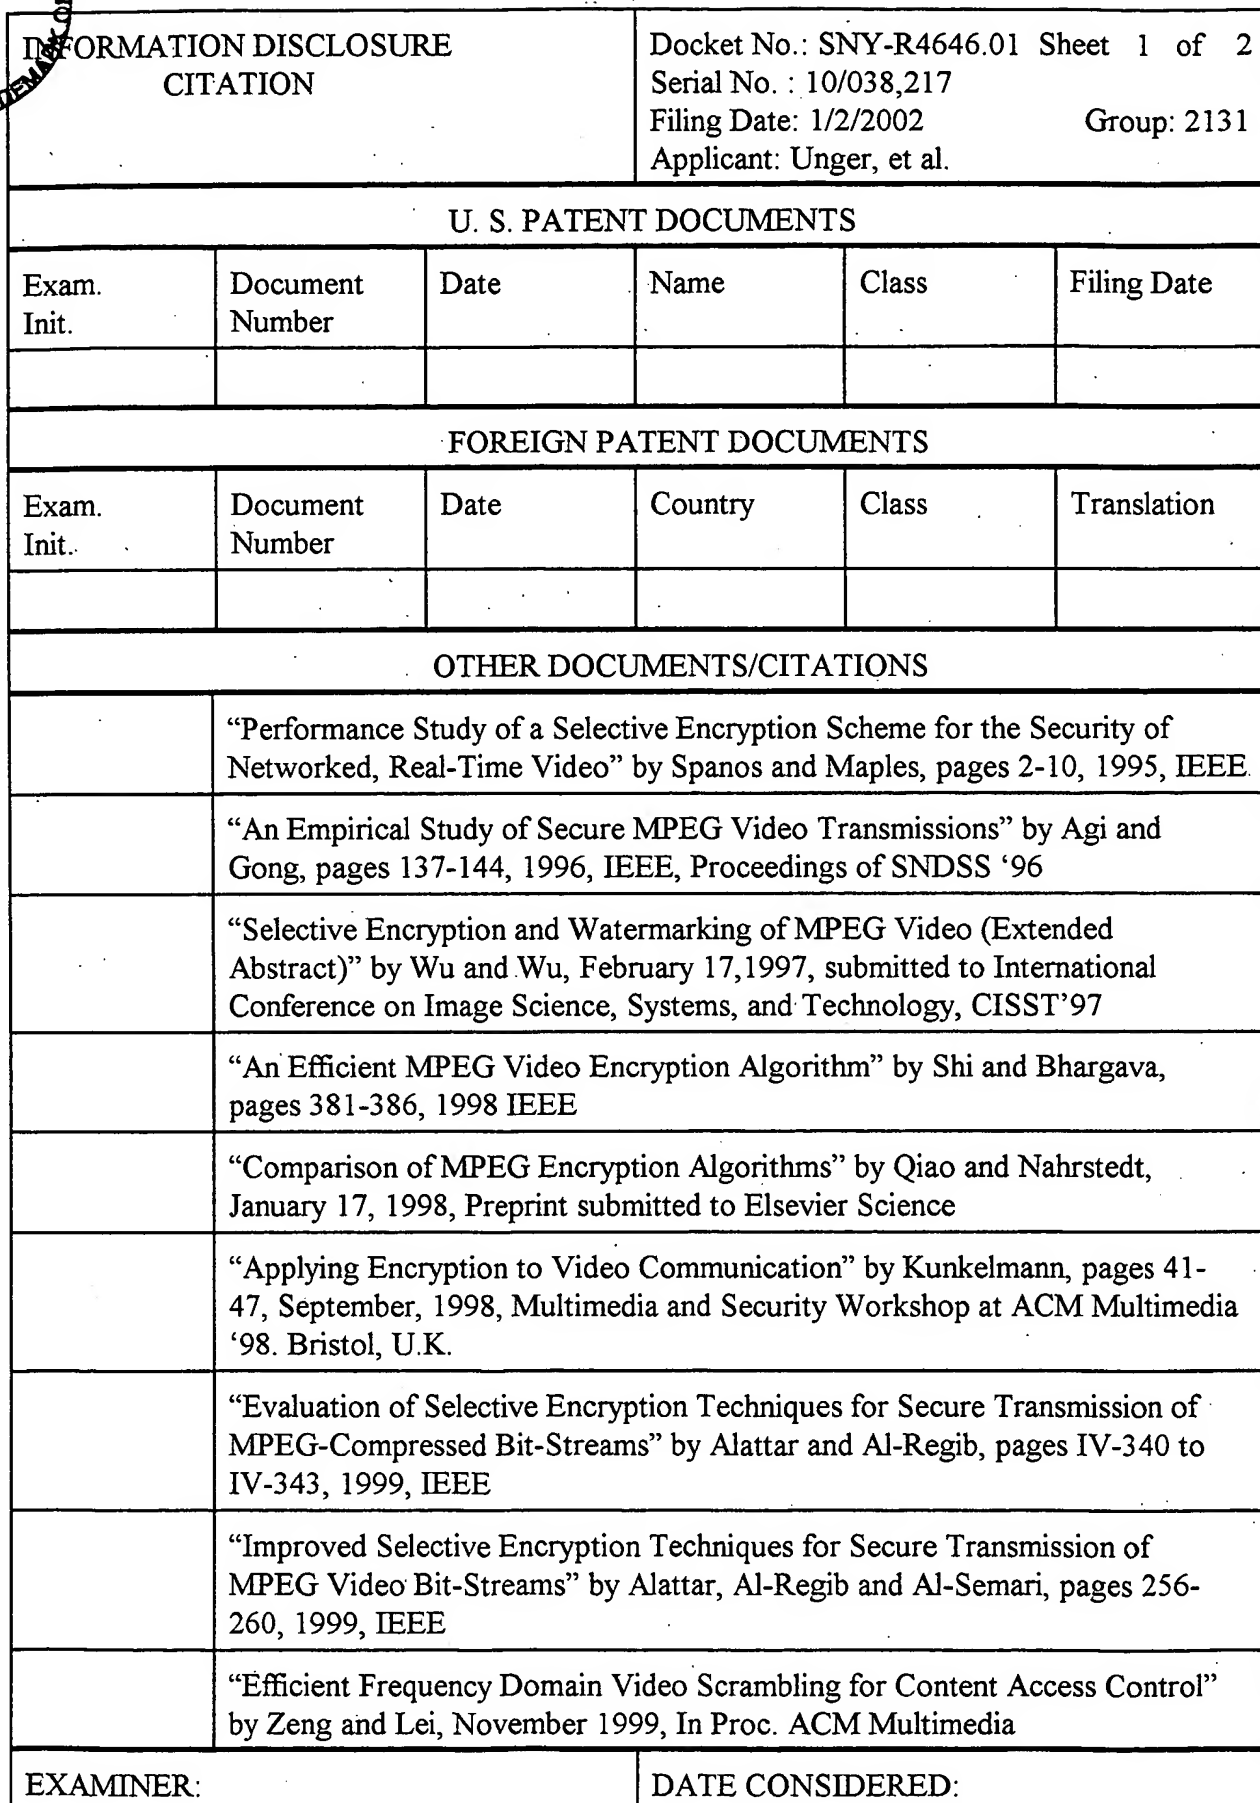 INFORMATION DISCLOSURE
CITATION
Docket No.: SNY-R4646.01 Sheet 1 of 2
Serial No. : 10/038,217
Filing Date: 1/2/2002 Group: 2131
Applicant: Unger, et al.
U. S. PATENT DOCUMENTS
Exam.
Init.
Document
Number
Date
Name
Class
Filing Date
FOREIGN PATENT DOCUMENTS
Exam.
Init.
Document
Number
Date
Country
Class
Translation
OTHER DOCUMENTS/CITATIONS
“Performance Study of a Selective Encryption Scheme for the Security of
Networked, Real-Time Video” by Spanos and Maples, pages 2-10, 1995, IEEE
“An Empirical Study of Secure MPEG Video Transmissions” by Agi and
Gong, pages 137-144, 1996, IEEE, Proceedings of SNDSS ‘96
“Selective Encryption and Watermarking of MPEG Video (Extended
Abstract)” by Wu and Wu, February 17,1997, submitted to International
Conference on Image Science, Systems, and Technology, CISST’97
“An Efficient MPEG Video Encryption Algorithm” by Shi and Bhargava,
pages 381-386, 1998 IEEE
“Comparison of MPEG Encryption Algorithms” by Qiao and Nahrstedt,
January 17, 1998, Preprint submitted to Elsevier Science
“Applying Encryption to Video Communication” by Kunkelmann, pages 41-
47, September, 1998, Multimedia and Security Workshop at ACM Multimedia
‘98. Bristol, U.K.
“Evaluation of Selective Encryption Techniques for Secure Transmission of
MPEG-Compressed Bit-Streams” by Alattar and Al-Regib, pages IV-340 to
IV-343, 1999, IEEE
“Improved Selective Encryption Techniques for Secure Transmission of
MPEG Video Bit-Streams” by Alattar, Al-Regib and Al-Semari, pages 256-
260, 1999, IEEE
“Efficient Frequency Domain Video Scrambling for Content Access Control”
by Zeng and Lei, November 1999, In Proc. ACM Multimedia
EXAMINER:
DATE CONSIDERED: